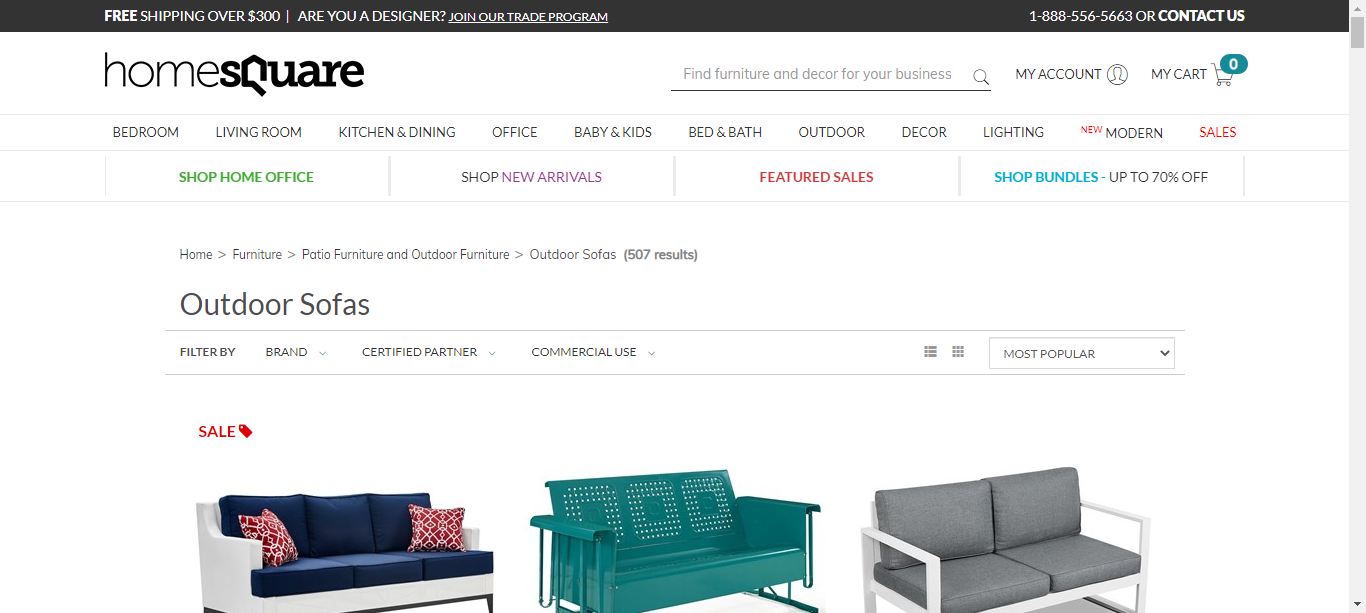 FREE SHIPPING OVER $300 | ARE YOU A DESIGNER? JOIN OUR TRADE PROGRAM
1-888-556-5663 OR CONTACT US
homesquare
Find furniture and decor for your business
MY ACCOUNT
MY CART
0
BEDROOM
LIVING ROOM
KITCHEN & DINING
OFFICE
BABY & KIDS
BED & BATH
OUTDOOR
DECOR
LIGHTING
NEW MODERN
SALES
SHOP HOME OFFICE
SHOP NEW ARRIVALS
FEATURED SALES
SHOP BUNDLES - UP TO 70% OFF
Home > Furniture > Patio Furniture and Outdoor Furniture > Outdoor Sofas (507 results)
Outdoor Sofas
FILTER BY
BRAND
CERTIFIED PARTNER
COMMERCIAL USE
MOST POPULAR
SALE